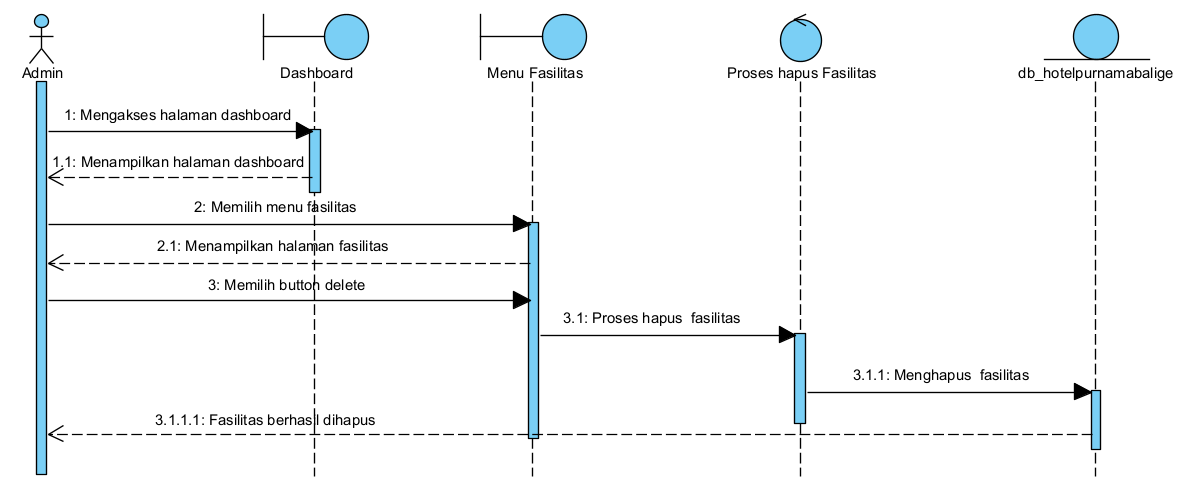 Admin
Dashboard
Menu Fasilitas
Proses hapus Fasilitas
db_hotelpurnamabalige
1: Mengakses halaman dashboard
1.1: Menampilkan halaman dashboard
2: Memilih menu fasilitas
2.1: Menampilkan halaman fasilitas
3: Memilih button delete
3.1: Proses hapus  fasilitas
3.1.1: Menghapus  fasilitas
3.1.1.1: Fasilitas berhasil dihapus